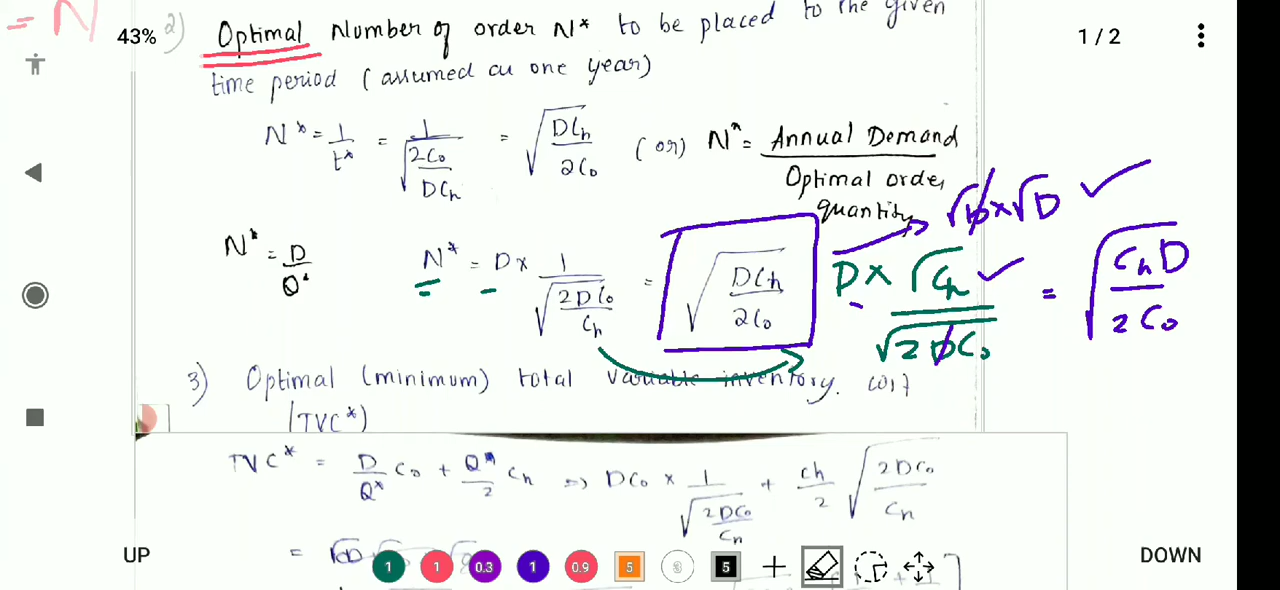 = N
43%
1 / 2
2) Optimal Number of order N* to be placed to the given
time period (assumed as one year)
N* = 1/t* = 1/√(2C₀/DCₕ) = √(DCₕ/2C₀) (or) N* = Annual Demand
Optimal order
quantity
√D × √D ✓
N* = D/Q*
N* = D × 1/√(2DC₀/Cₕ) = √(DCₕ/2C₀)
D × √Cₕ ✓ / √2DC₀ = √(CₕD/2C₀)
3) Optimal (minimum) total variable inventory. cost
(TVC*)
TVC* = D/Q* C₀ + Q*/2 Cₕ ⇒ DC₀ × 1/√(2DC₀/Cₕ) + Ch/2 √(2DC₀/Cₕ)
=
UP
1 1 0.3 1 0.9 5 3 5
DOWN